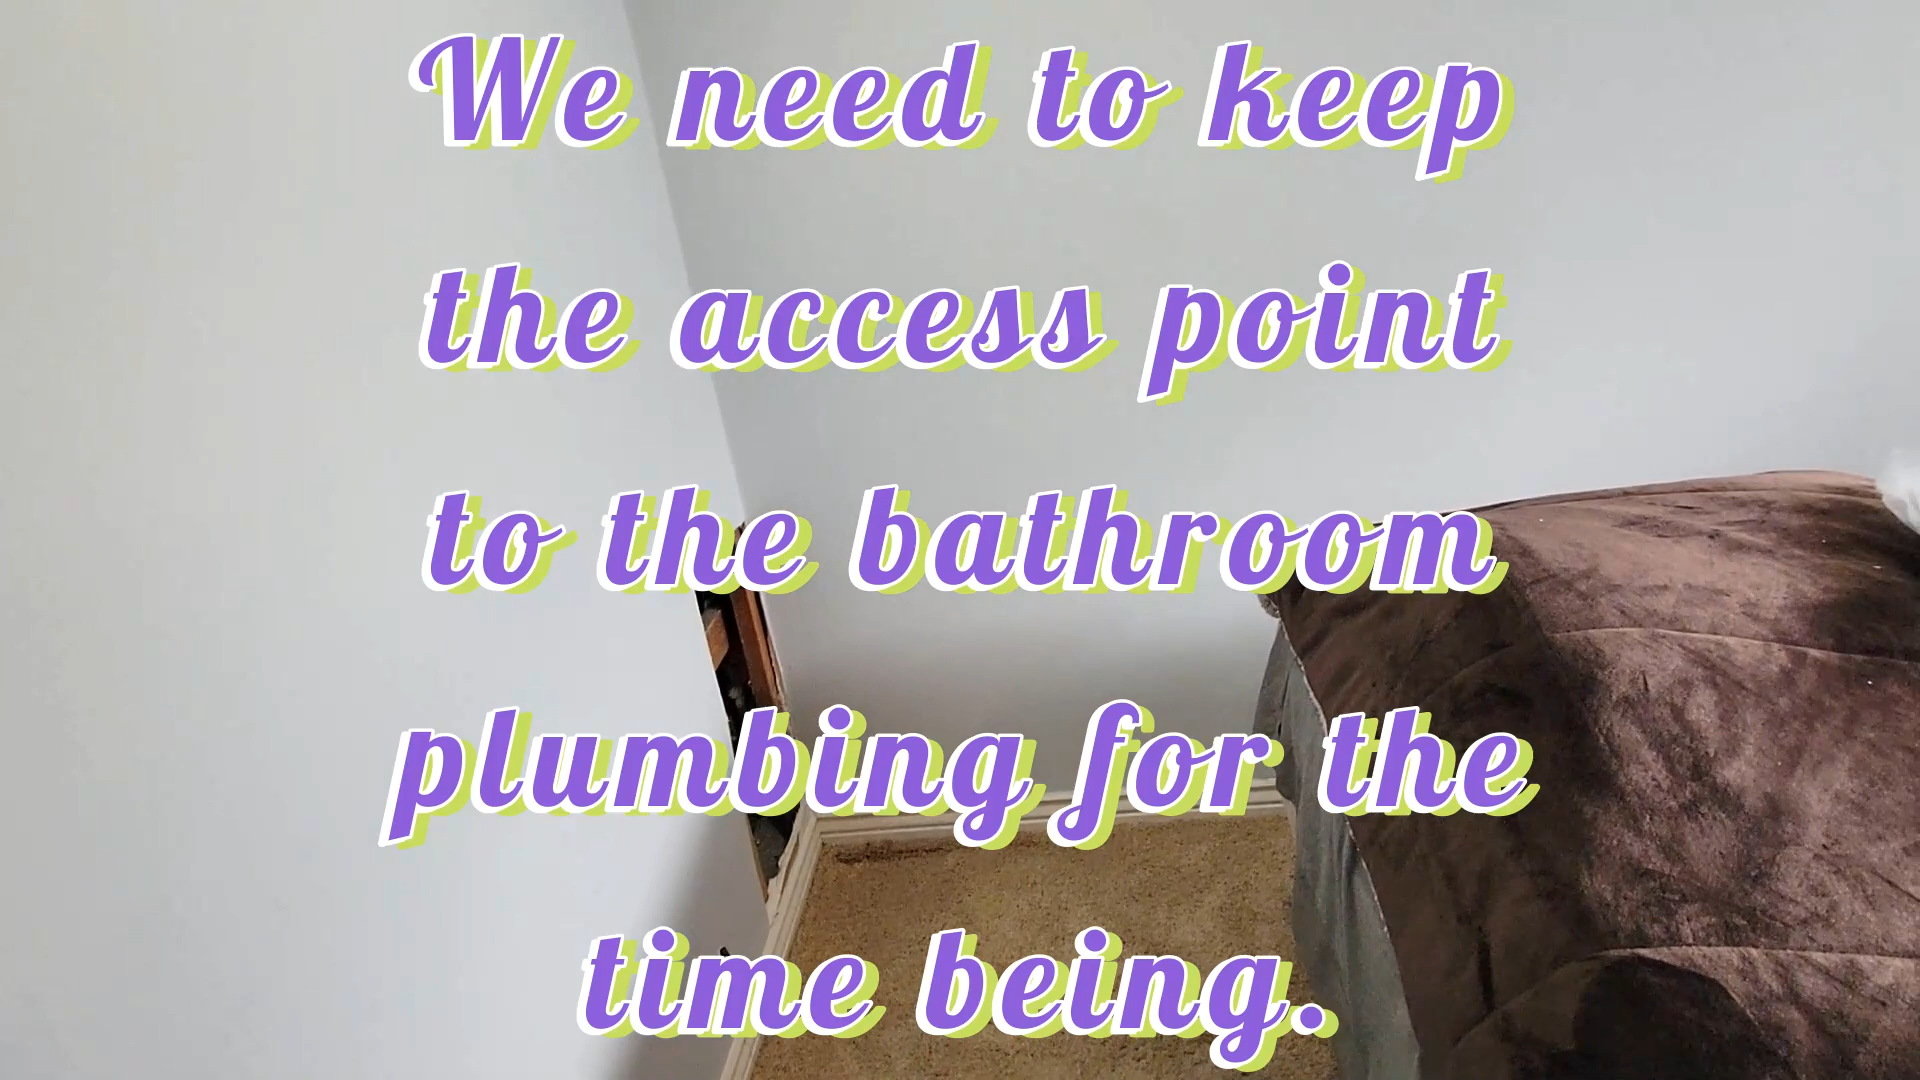 We need to keep
the access point
to the bathroom
plumbing for the
time being.